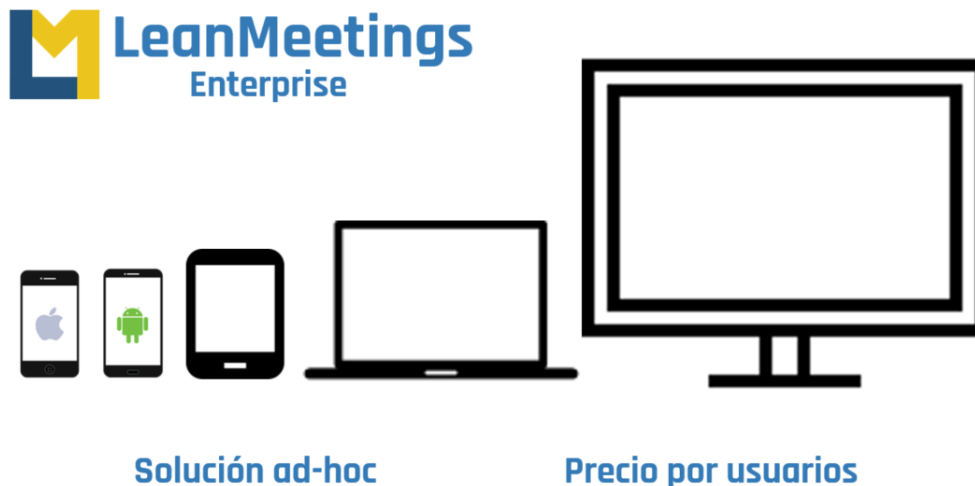 LeanMeetings
Enterprise
Solución ad-hoc
Precio por usuarios